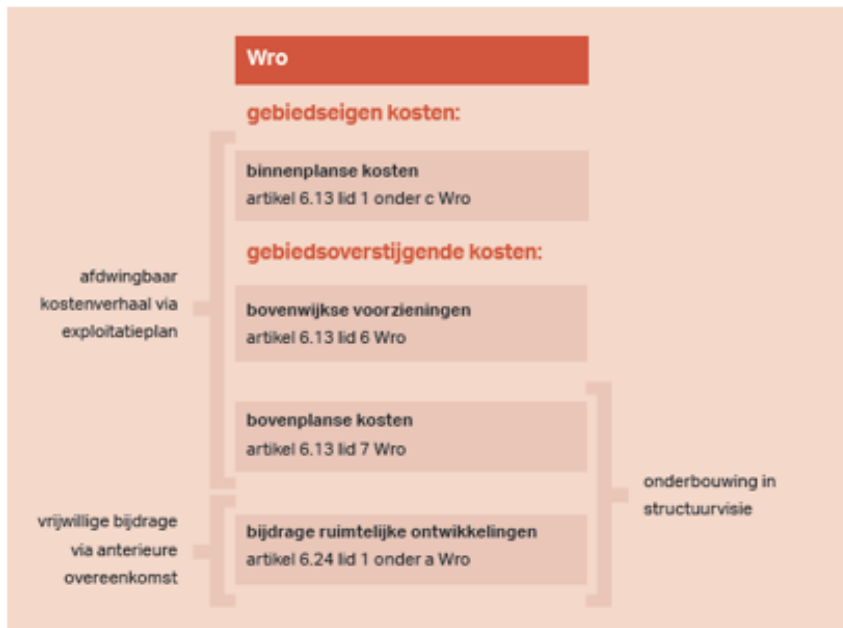 Wro
gebiedseigen kosten:
binnenplanse kosten
artikel 6.13 lid 1 onder c Wro
gebiedsoverstijgende kosten:
afdwingbaar
kostenverhaal via
exploitatieplan
bovenwijkse voorzieningen
artikel 6.13 lid 6 Wro
bovenplanse kosten
artikel 6.13 lid 7 Wro
onderbouwing in
structuurvisie
vrijwillige bijdrage
via anterieure
overeenkomst
bijdrage ruimtelijke ontwikkelingen
artikel 6.24 lid 1 onder a Wro